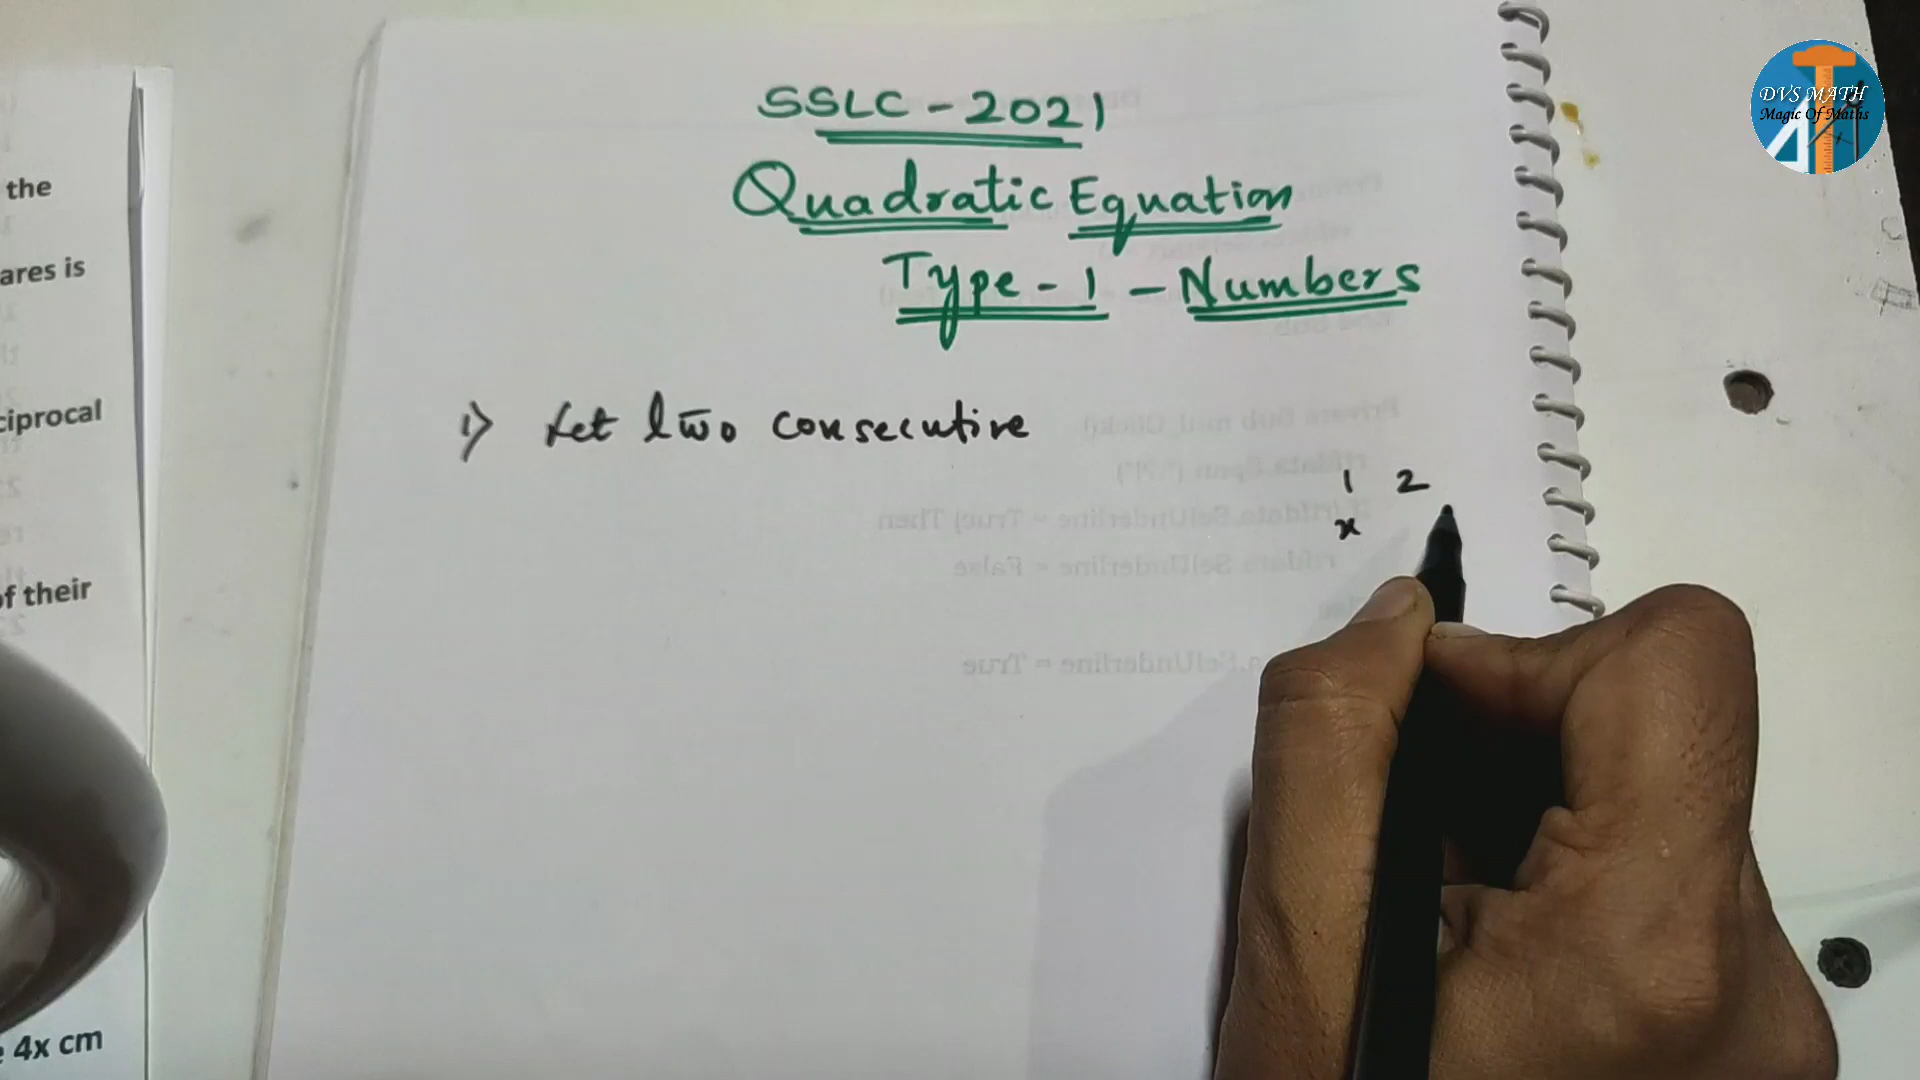 SSLC - 2021
Quadratic Equation
Type - 1 - Numbers
1) Let two consecutive
1 2
x
the
ares is
ciprocal
of their
4x cm
DVS MATH
Magic Of Maths